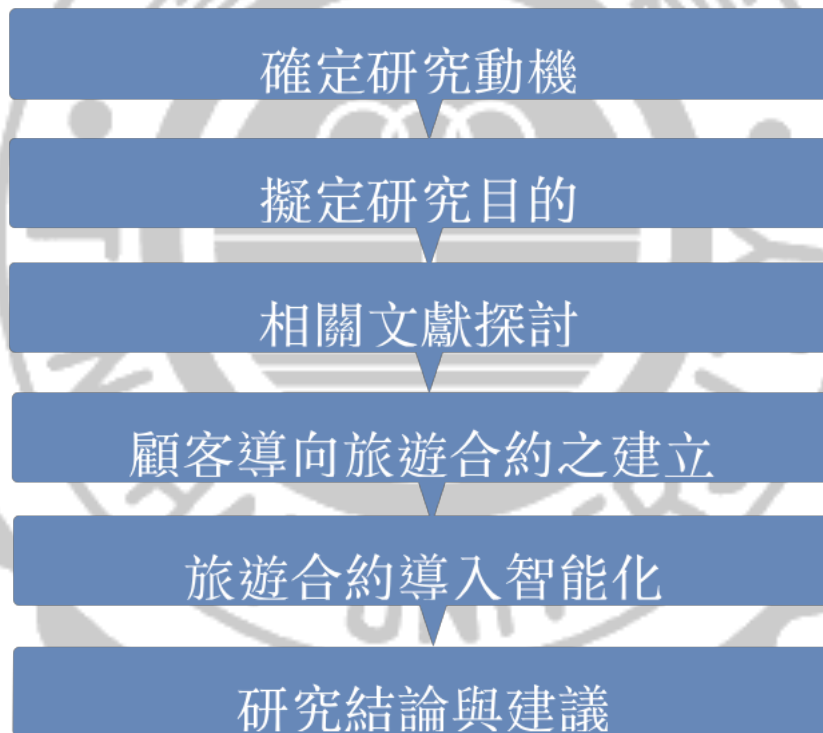 確定研究動機
擬定研究目的
相關文獻探討
顧客導向旅遊合約之建立
旅遊合約導入智能化
研究結論與建議